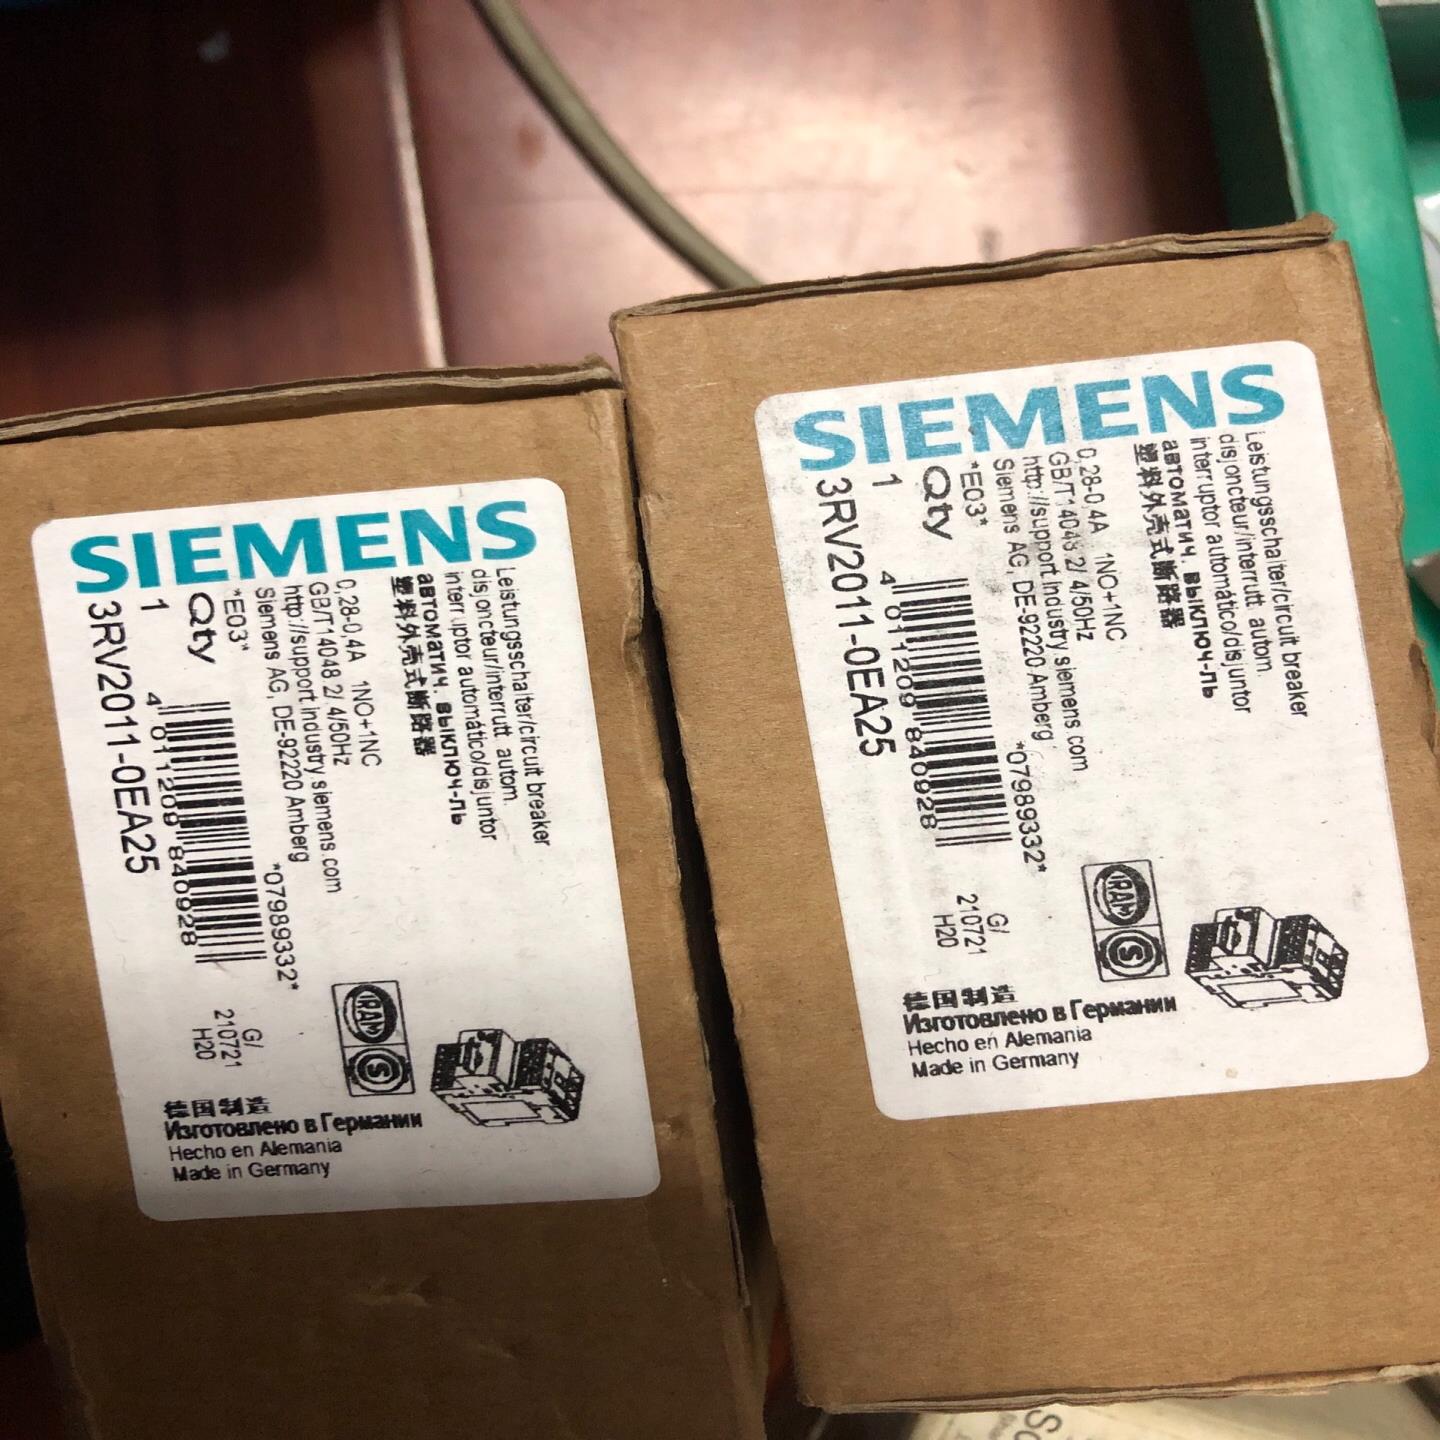 SIEMENS
3RV2011-0EA25
1
Qty
4 011209 840928
*E03*
*07989332*
Siemens AG, DE-92220 Amberg
http://support.industry.siemens.com
GB/T14048.2/.4/50Hz
0,28-0,4A 1NO+1NC
塑料外壳式断路器
автоматич. выключ-ль
interruptor automático/disjuntor
disjoncteur/interrutt. autom.
Leistungsschalter/circuit breaker
G/
210721
H20
IRAM
S
德国制造
Изготовлено в Германии
Hecho en Alemania
Made in Germany
SIEMENS
3RV2011-0EA25
1
Qty
4 011209 840928
*E03*
*07989332*
Siemens AG, DE-92220 Amberg
http://support.industry.siemens.com
GB/T14048.2/.4/50Hz
0,28-0,4A 1NO+1NC
塑料外壳式断路器
автоматич. выключ-ль
interruptor automático/disjuntor
disjoncteur/interrutt. autom.
Leistungsschalter/circuit breaker
G/
210721
H20
IRAM
S
德国制造
Изготовлено в Германии
Hecho en Alemania
Made in Germany